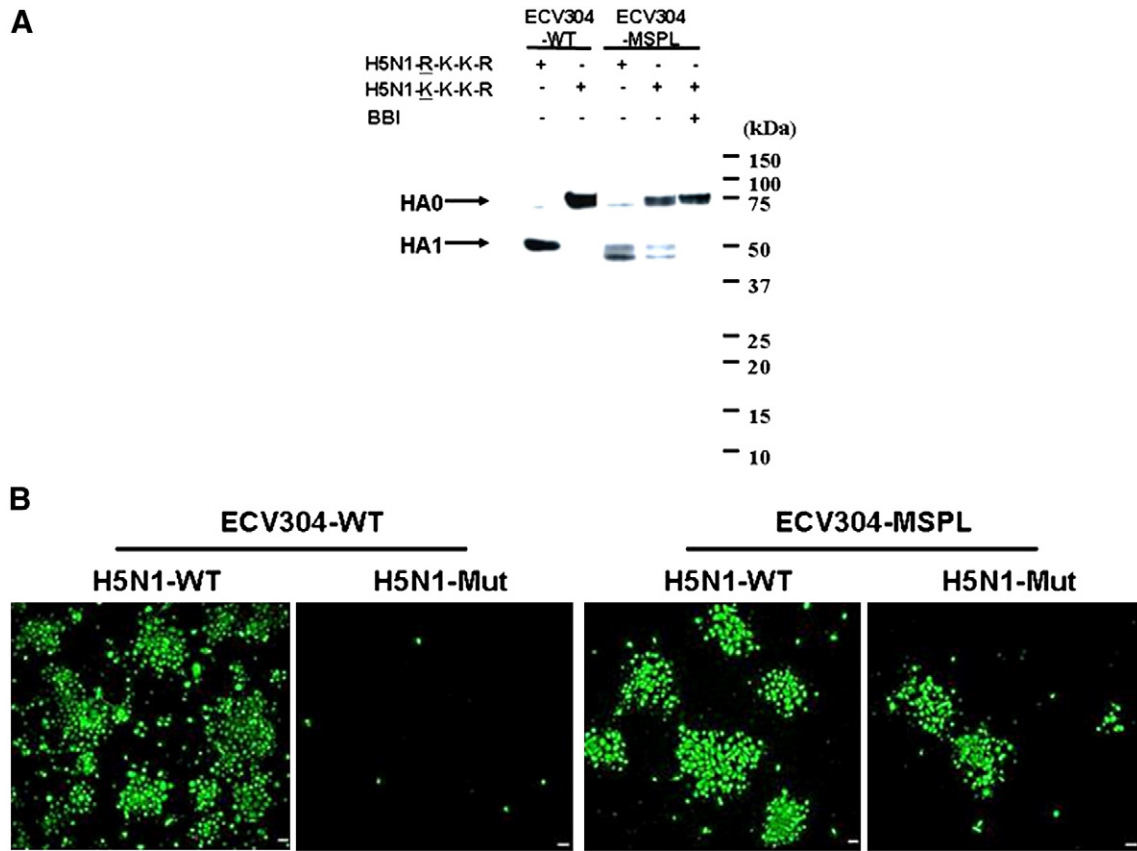 A
ECV304 ECV304
-WT -MSPL
H5N1-R-K-K-R + - + - -
H5N1-K-K-K-R - + - + +
BBI - - - - +
(kDa)
150
100
HA0 75
HA1 50
37
25
20
15
10
B
ECV304-WT ECV304-MSPL
H5N1-WT H5N1-Mut H5N1-WT H5N1-Mut